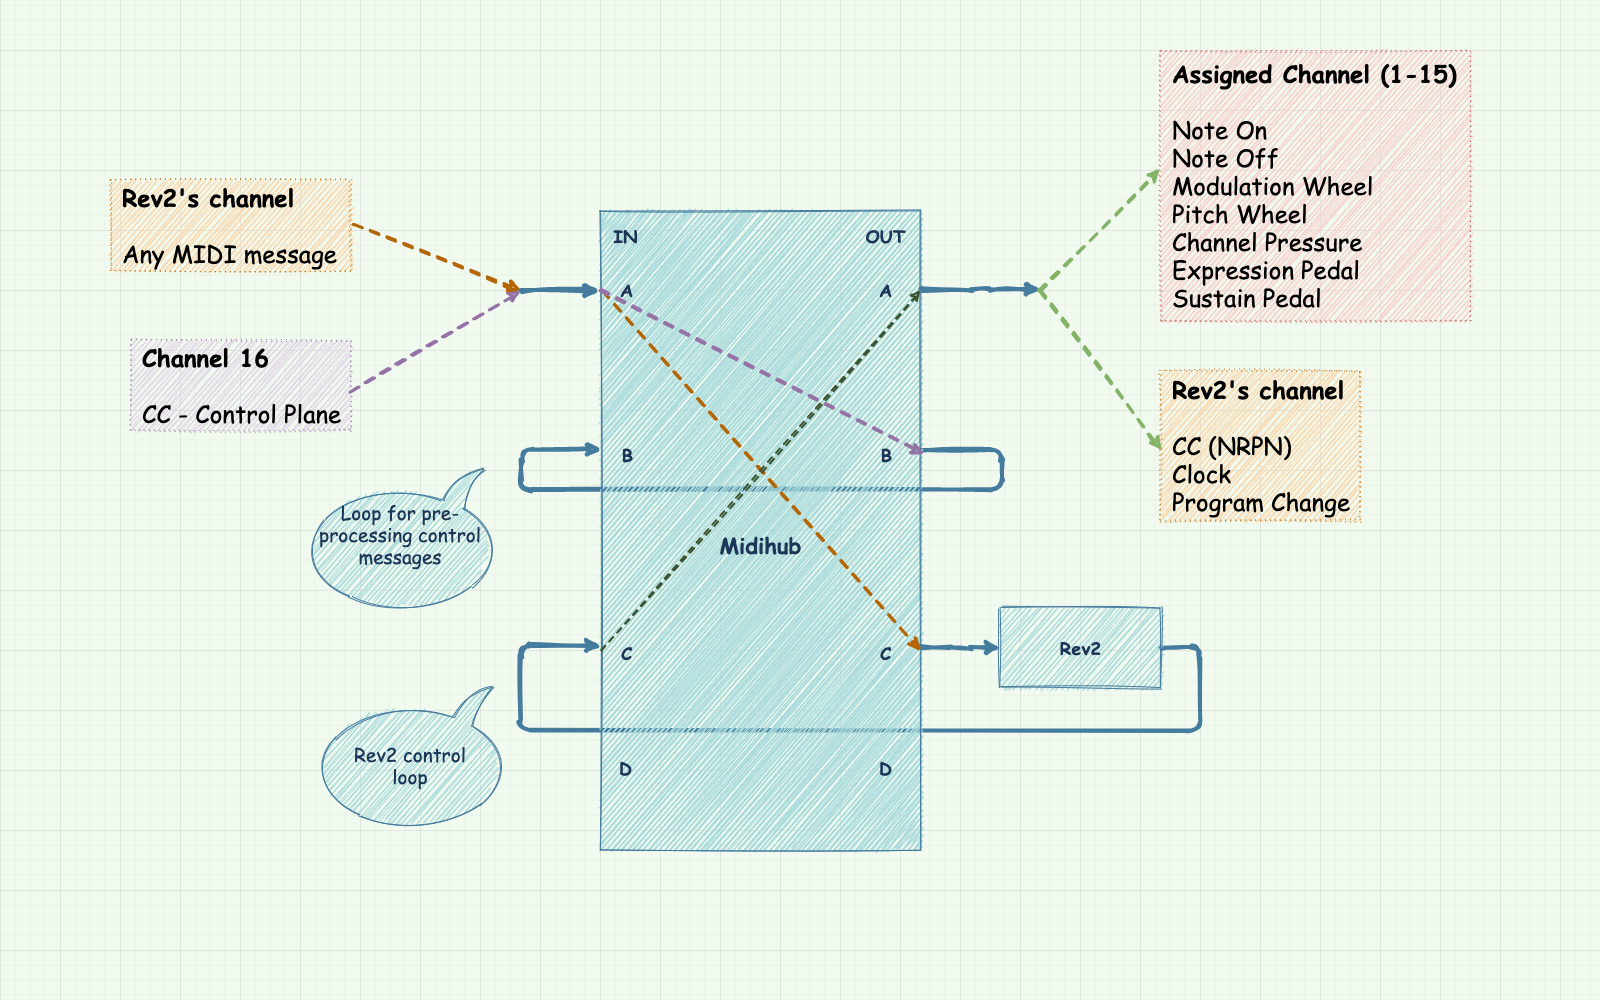 Assigned Channel (1-15)
Note On
Note Off
Modulation Wheel
Pitch Wheel
Channel Pressure
Expression Pedal
Sustain Pedal
Rev2's channel
Any MIDI message
Channel 16
CC - Control Plane
IN
OUT
A
A
B
B
Midihub
C
C
D
D
Rev2's channel
CC (NRPN)
Clock
Program Change
Loop for pre-
processing control
messages
Rev2
Rev2 control
loop